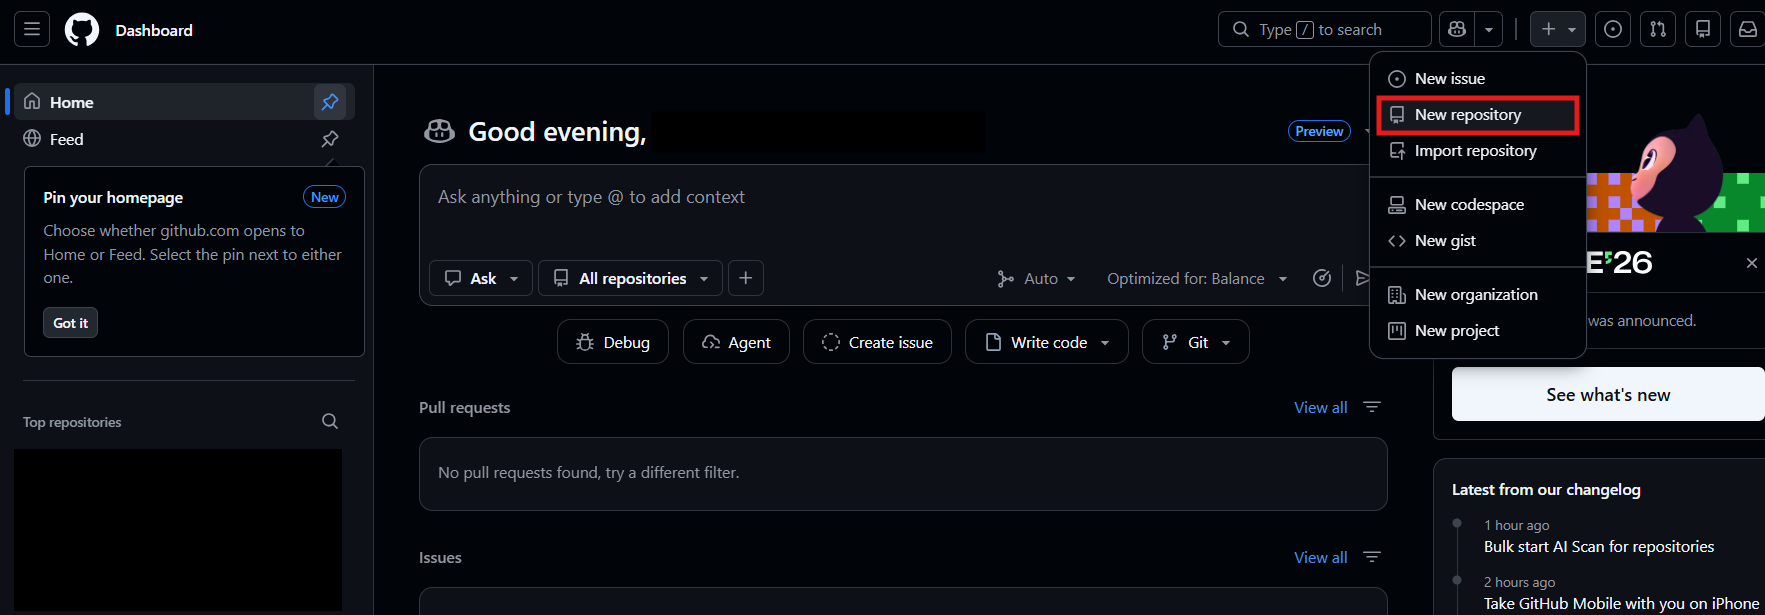 Dashboard
Type / to search
Home
Feed
Pin your homepage
New
Choose whether github.com opens to
Home or Feed. Select the pin next to either
one.
Got it
Top repositories
Good evening,
Preview
Ask anything or type @ to add context
Ask
All repositories
Auto
Optimized for: Balance
Debug
Agent
Create issue
Write code
Git
Pull requests
View all
No pull requests found, try a different filter.
Issues
View all
New issue
New repository
Import repository
New codespace
New gist
New organization
New project
E'26
was announced.
See what's new
Latest from our changelog
1 hour ago
Bulk start AI Scan for repositories
2 hours ago
Take GitHub Mobile with you on iPhone